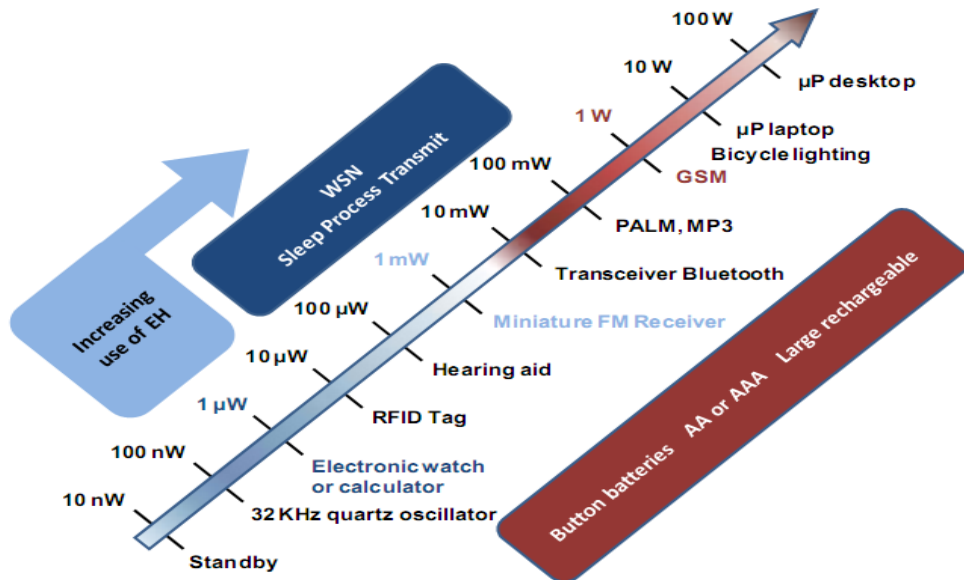 100 W
10 W
1 W
100 mW
10 mW
1 mW
100 µW
10 µW
1 µW
100 nW
10 nW
µP desktop
µP laptop
Bicycle lighting
GSM
PALM, MP3
Transceiver Bluetooth
Miniature FM Receiver
Hearing aid
RFID Tag
Electronic watch
or calculator
32 KHz quartz oscillator
Standby
WSN
Sleep Process Transmit
Increasing
use of EH
Button batteries AA or AAA Large rechargeable